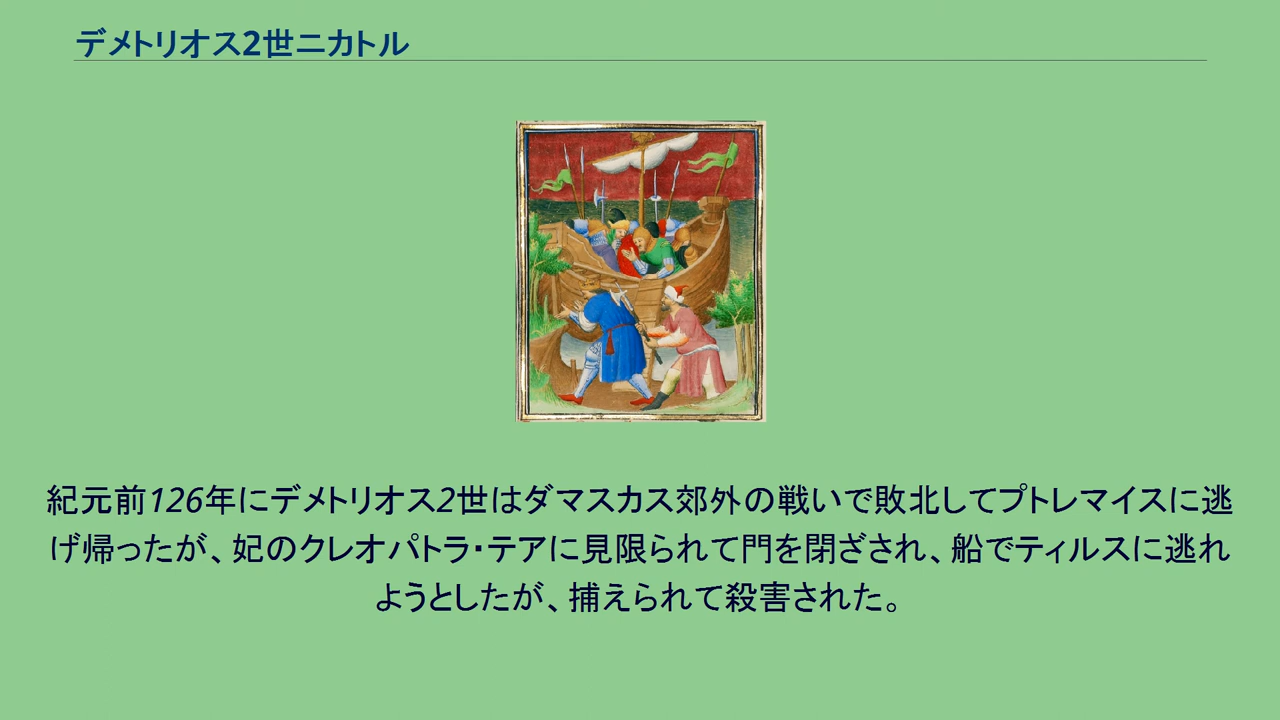 デメトリオス2世ニカトル
紀元前126年にデメトリオス2世はダマスカス郊外の戦いで敗北してプトレマイスに逃
げ帰ったが、妃のクレオパトラ・テアに見限られて門を閉ざされ、船でティルスに逃れ
ようとしたが、捕えられて殺害された。